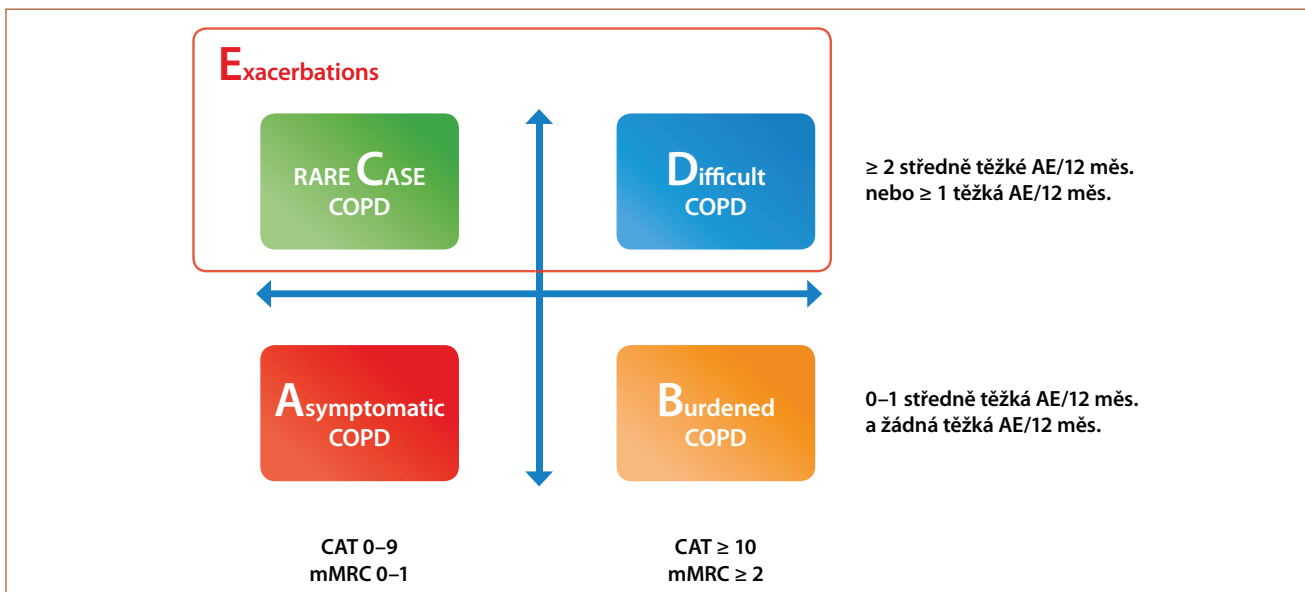 Exacerbations
RARE CASE
COPD
Difficult
COPD
≥ 2 středně těžké AE/12 měs.
nebo ≥ 1 těžká AE/12 měs.
Asymptomatic
COPD
Burdened
COPD
0–1 středně těžká AE/12 měs.
a žádná těžká AE/12 měs.
CAT 0–9
mMRC 0–1
CAT ≥ 10
mMRC ≥ 2